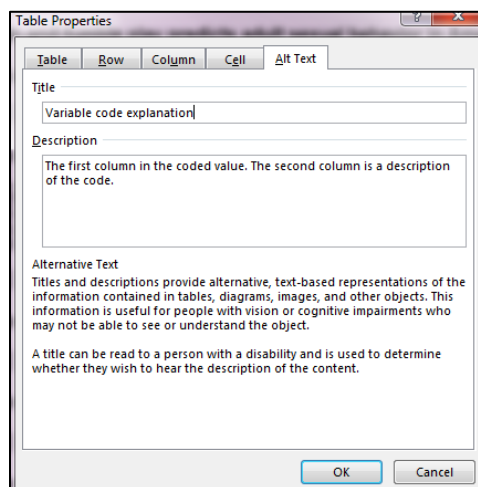 Table Properties
?
Table Row Column Cell Alt Text
Title
Variable code explanation
Description
The first column in the coded value. The second column is a description
of the code.
Alternative Text
Titles and descriptions provide alternative, text-based representations of the
information contained in tables, diagrams, images, and other objects. This
information is useful for people with vision or cognitive impairments who
may not be able to see or understand the object.
A title can be read to a person with a disability and is used to determine
whether they wish to hear the description of the content.
OK Cancel